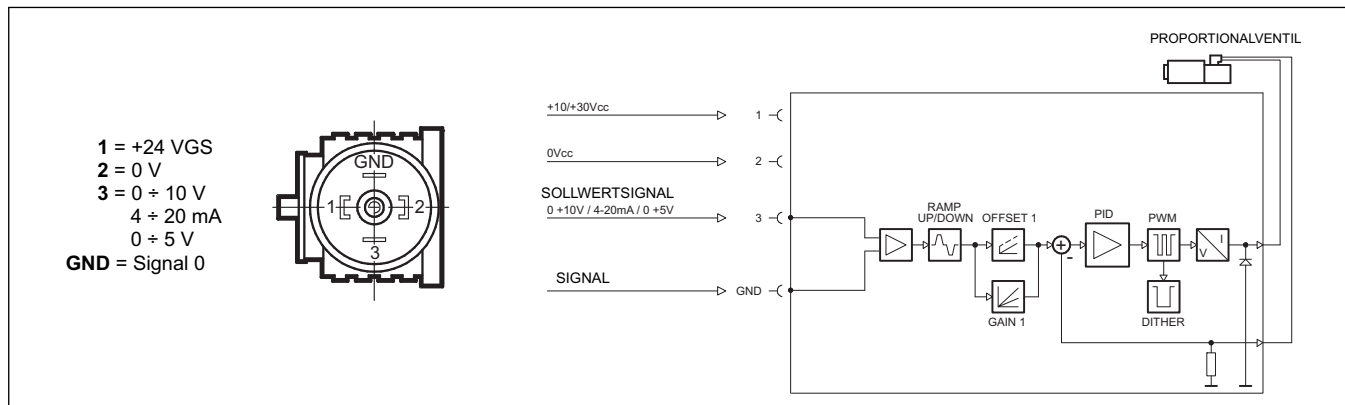 1 = +24 VGS
2 = 0 V
3 = 0 ÷ 10 V
4 ÷ 20 mA
0 ÷ 5 V
GND = Signal 0
GND
1
2
3
PROPORTIONALVENTIL
+10/+30Vcc
1
0Vcc
2
SOLLWERTSIGNAL
0 +10V / 4-20mA / 0 +5V
3
SIGNAL
GND
RAMP
UP/DOWN
OFFSET 1
GAIN 1
+
-
PID
PWM
DITHER
I
V